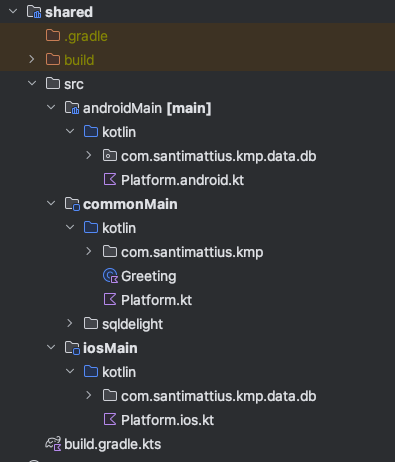 shared
.gradle
build
src
androidMain [main]
kotlin
com.santimattius.kmp.data.db
Platform.android.kt
commonMain
kotlin
com.santimattius.kmp
Greeting
Platform.kt
sqldelight
iosMain
kotlin
com.santimattius.kmp.data.db
Platform.ios.kt
build.gradle.kts